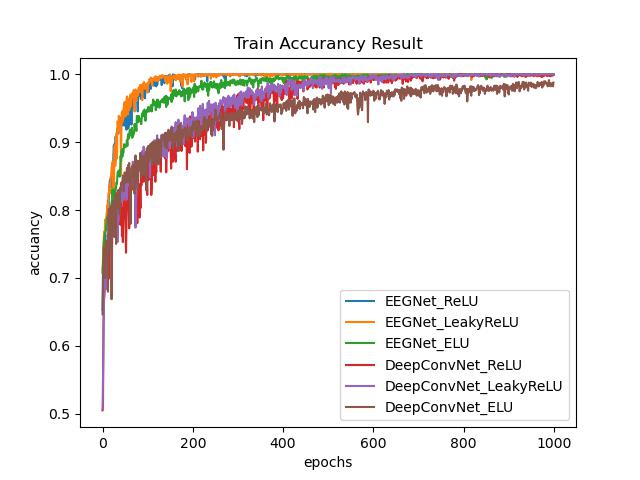 Train Accurancy Result
1.0
0.9
0.8
0.7
0.6
0.5
accuancy
0 200 400 600 800 1000
epochs
EEGNet_ReLU
EEGNet_LeakyReLU
EEGNet_ELU
DeepConvNet_ReLU
DeepConvNet_LeakyReLU
DeepConvNet_ELU